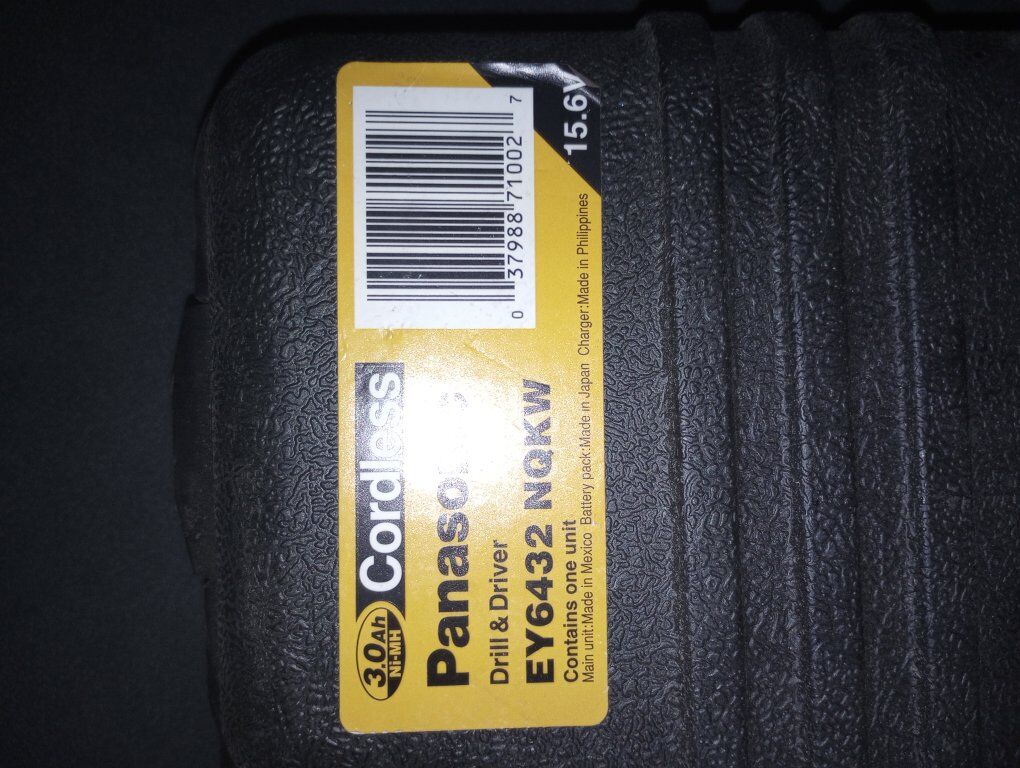 3.0Ah
Ni-MH
Cordless
0 37988 71002 7
15.6V
Panasonic
Drill & Driver
EY6432 NQKW
Contains one unit
Main unit:Made in Mexico Battery pack:Made in Japan Charger:Made in Philippines